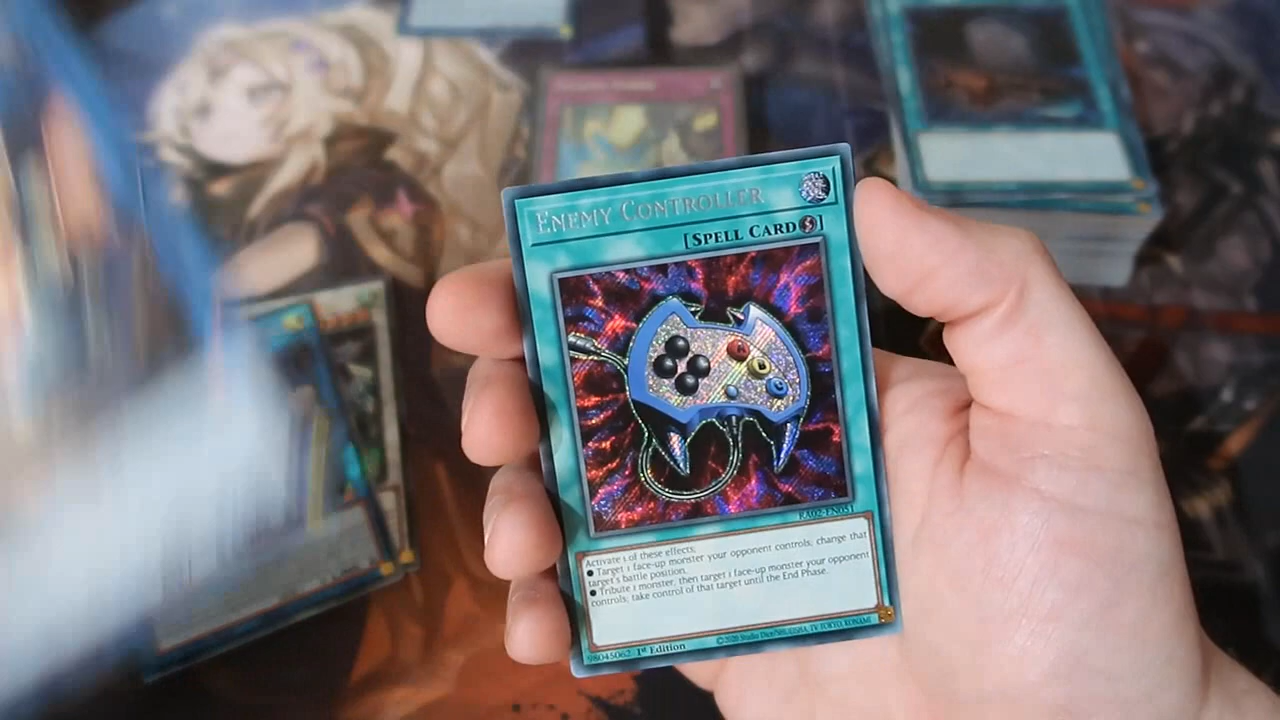 ENEMY CONTROLLER
[SPELL CARD]
A
B
RA02-EN051
Activate 1 of these effects;
● Target 1 face-up monster your opponent controls; change that
target's battle position.
● Tribute 1 monster, then target 1 face-up monster your opponent
controls; take control of that target until the End Phase.
98045062 1st Edition
©2020 Studio Dice/SHUEISHA, TV TOKYO, KONAMI